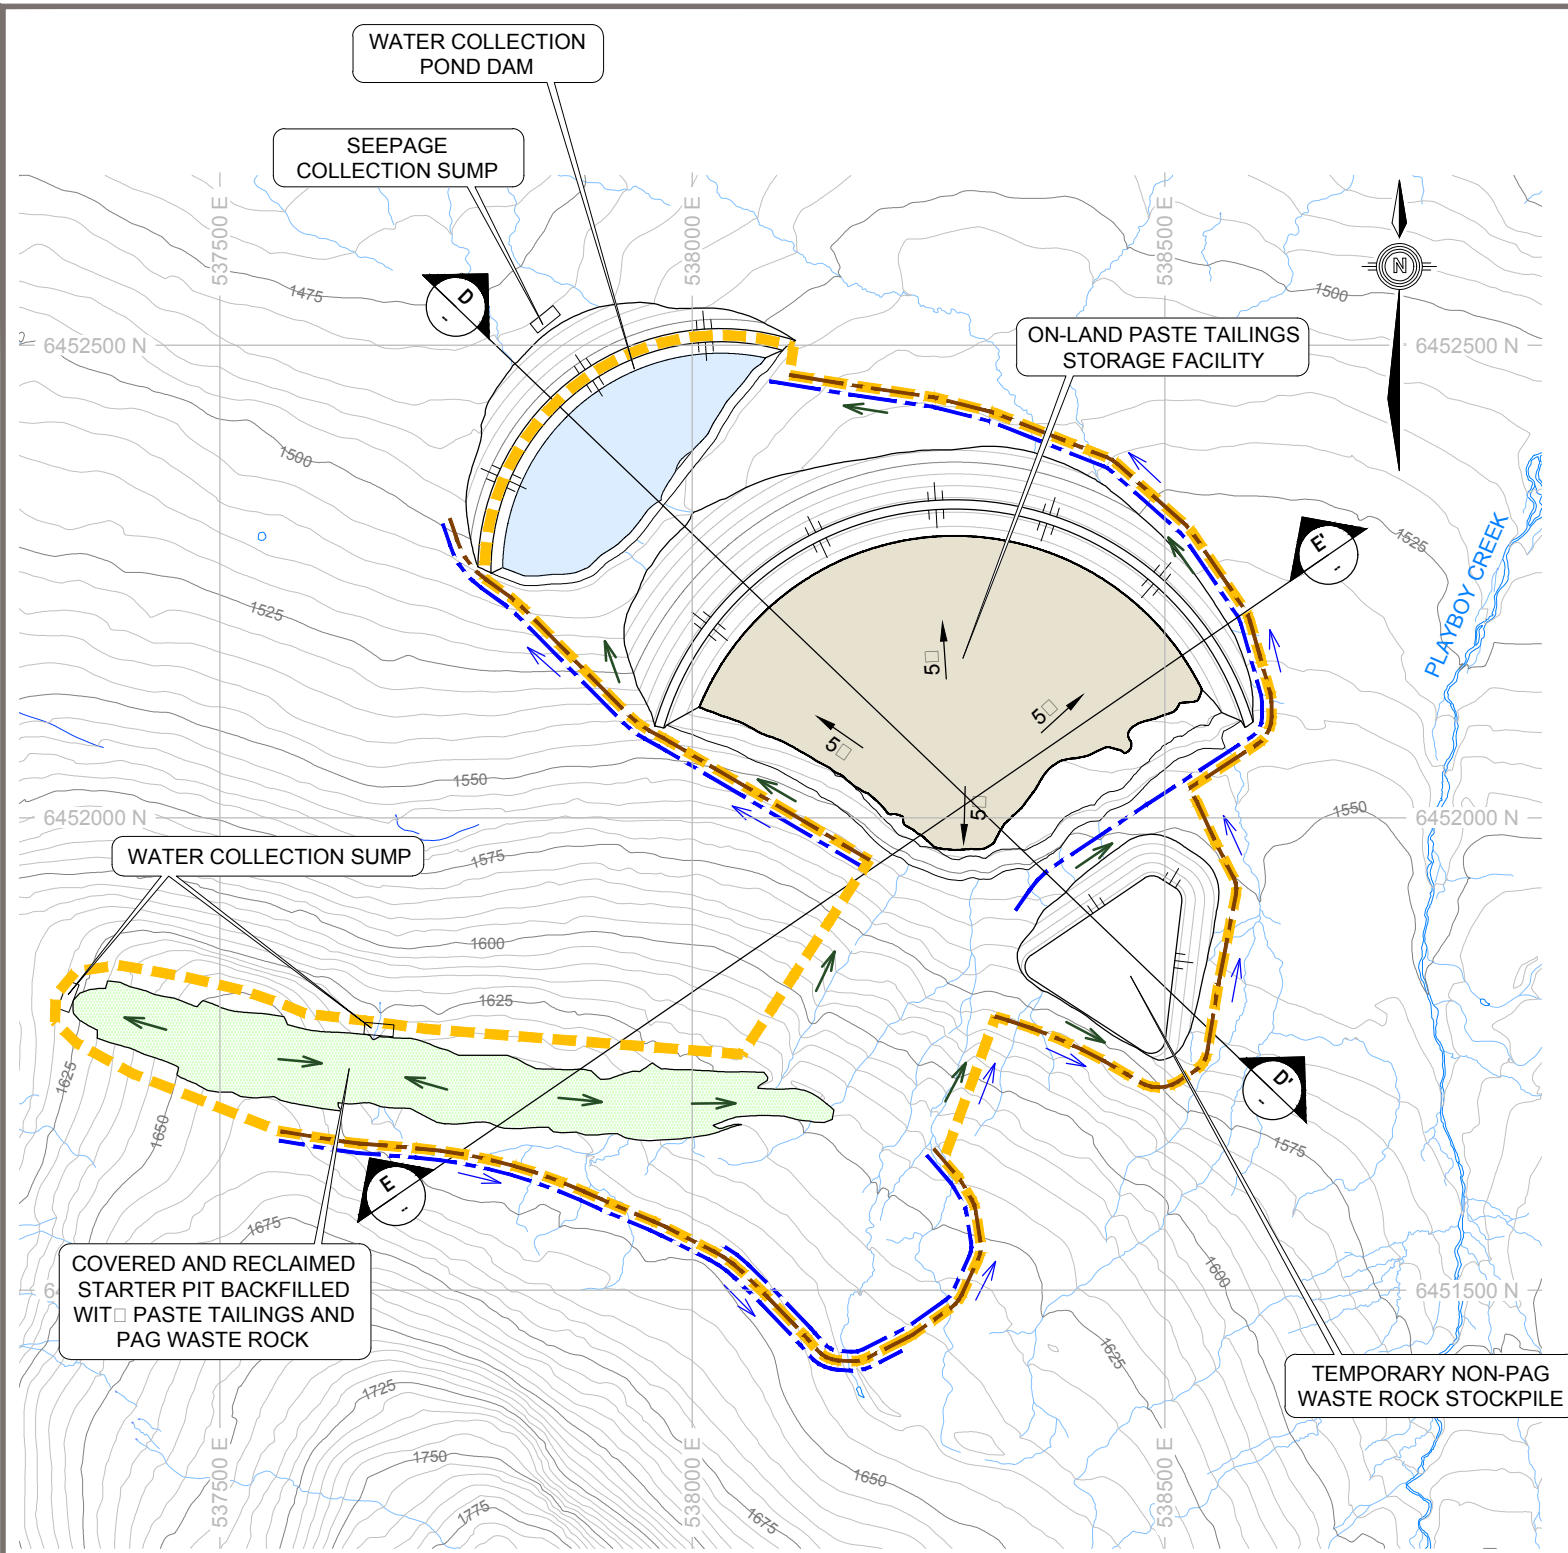 WATER COLLECTION
POND DAM
SEEPAGE
COLLECTION SUMP
537500 E
538000 E
538500 E
N
1475
1500
D
-
6452500 N
6452500 N
ON-LAND PASTE TAILINGS
STORAGE FACILITY
1500
1525
E'
-
PLAYBOY CREEK
1525
5□
5□
5□
5□
1550
1550
6452000 N
6452000 N
WATER COLLECTION SUMP
1575
1600
1625
1625
1650
D'
-
1575
E
--
1675
1600
COVERED AND RECLAIMED
STARTER PIT BACKFILLED
WIT□ PASTE TAILINGS AND
PAG WASTE ROCK
6451500 N
1625
TEMPORARY NON-PAG
WASTE ROCK STOCKPILE
1725
1750
1775
1650
1675
537500 E
538000 E
538500 E